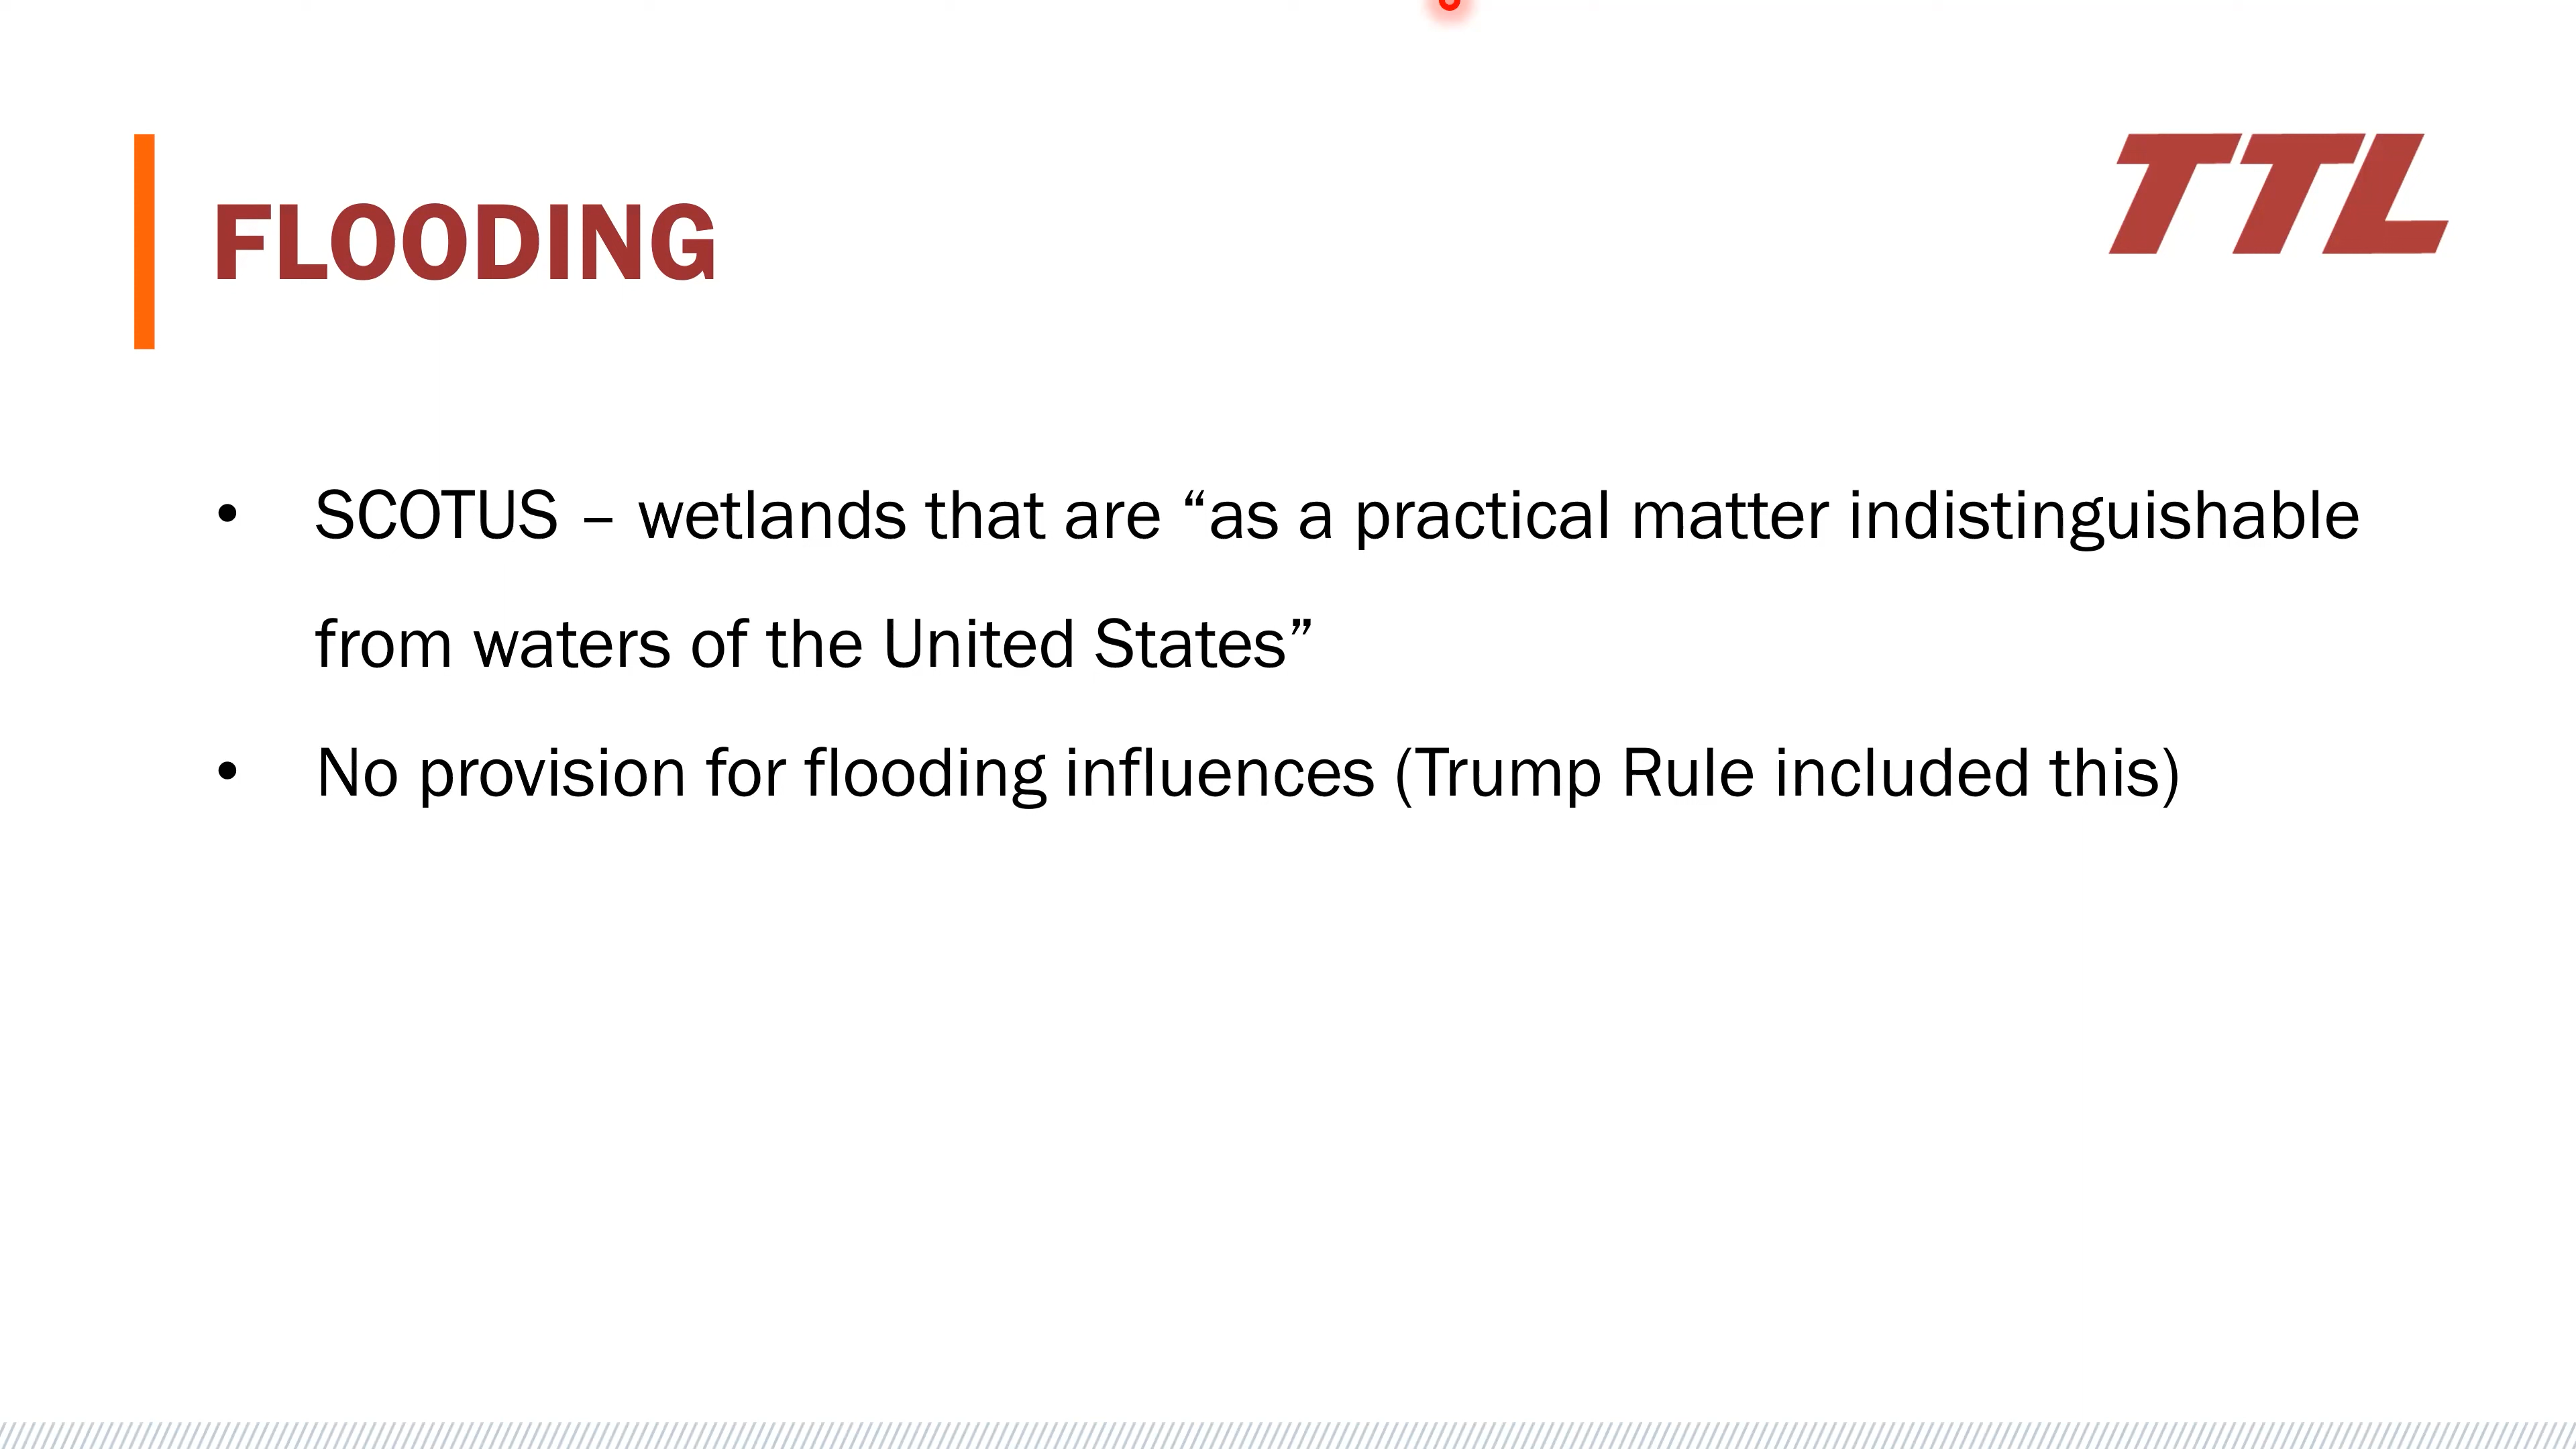 TTL
FLOODING
• SCOTUS – wetlands that are “as a practical matter indistinguishable
from waters of the United States”
• No provision for flooding influences (Trump Rule included this)